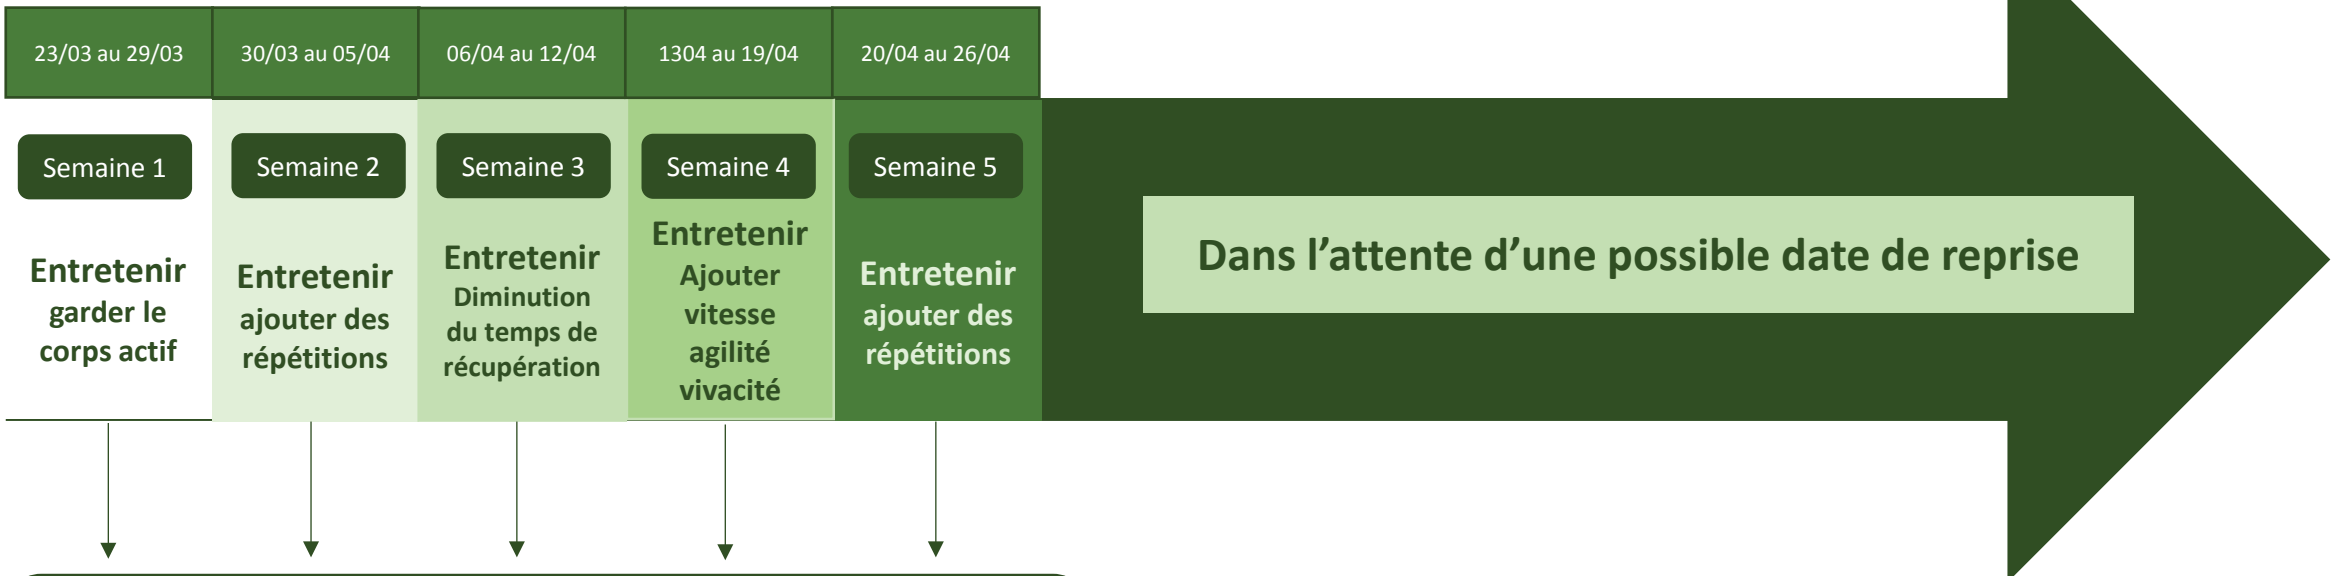 23/03 au 29/03
30/03 au 05/04
06/04 au 12/04
1304 au 19/04
20/04 au 26/04
Semaine 1
Semaine 2
Semaine 3
Semaine 4
Semaine 5
Entretenir
garder le
corps actif
Entretenir
ajouter des
répétitions
Entretenir
Diminution
du temps de
récupération
Entretenir
Ajouter
vitesse
agilité
vivacité
Entretenir
ajouter des
répétitions
Dans l’attente d’une possible date de reprise